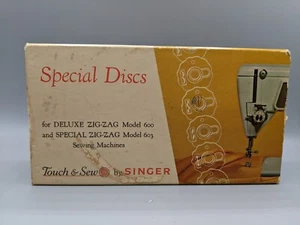 Special Discs
for DELUXE ZIG-ZAG Model 600
and SPECIAL ZIG-ZAG Model 603
Sewing Machines
Touch & Sew by SINGER